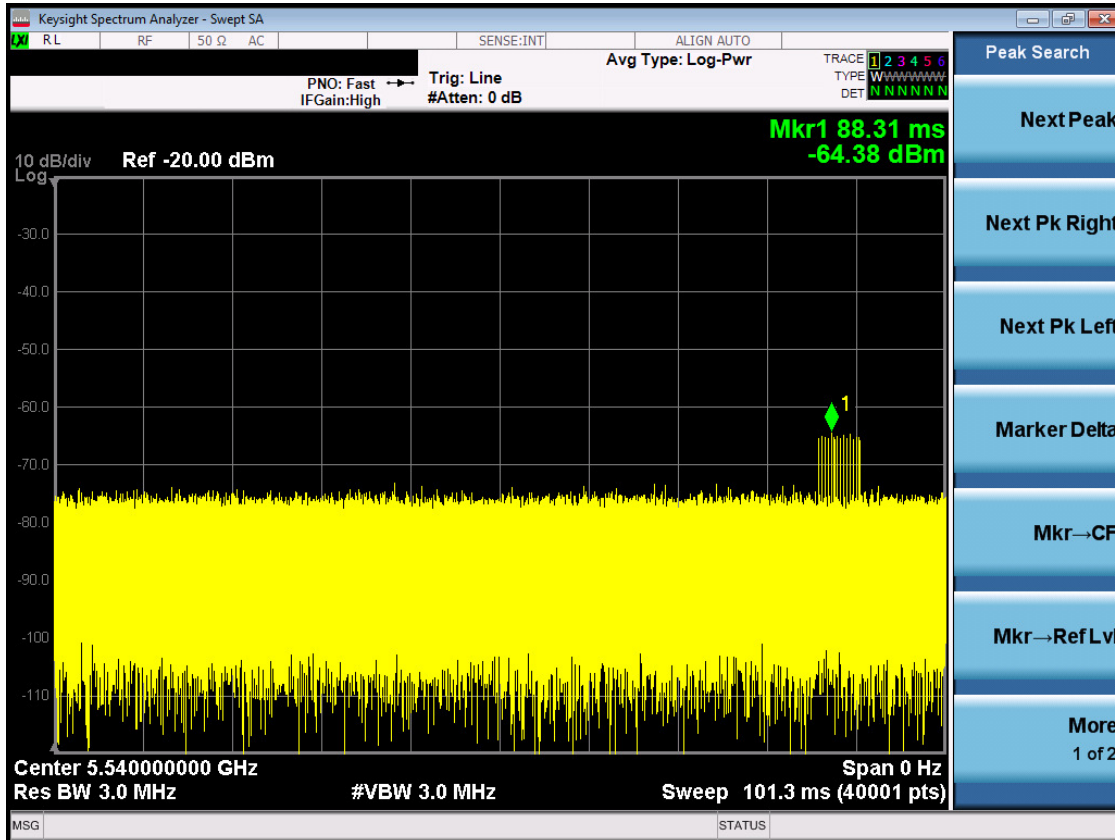 Keysight Spectrum Analyzer - Swept SA
LXI RL RF 50 Ω AC SENSE:INT ALIGN AUTO
Avg Type: Log-Pwr
TRACE 1 2 3 4 5 6
TYPE WWWWWWW
DET N N N N N N
PNO: Fast
IFGain:High
Trig: Line
#Atten: 0 dB
Mkr1 88.31 ms
-64.38 dBm
10 dB/div Ref -20.00 dBm
Log
-30.0
-40.0
-50.0
-60.0
-70.0
-80.0
-90.0
-100
-110
1
Center 5.540000000 GHz Span 0 Hz
Res BW 3.0 MHz #VBW 3.0 MHz Sweep 101.3 ms (40001 pts)
MSG STATUS
Peak Search
Next Peak
Next Pk Right
Next Pk Left
Marker Delta
Mkr→CF
Mkr→Ref Lvl
More
1 of 2